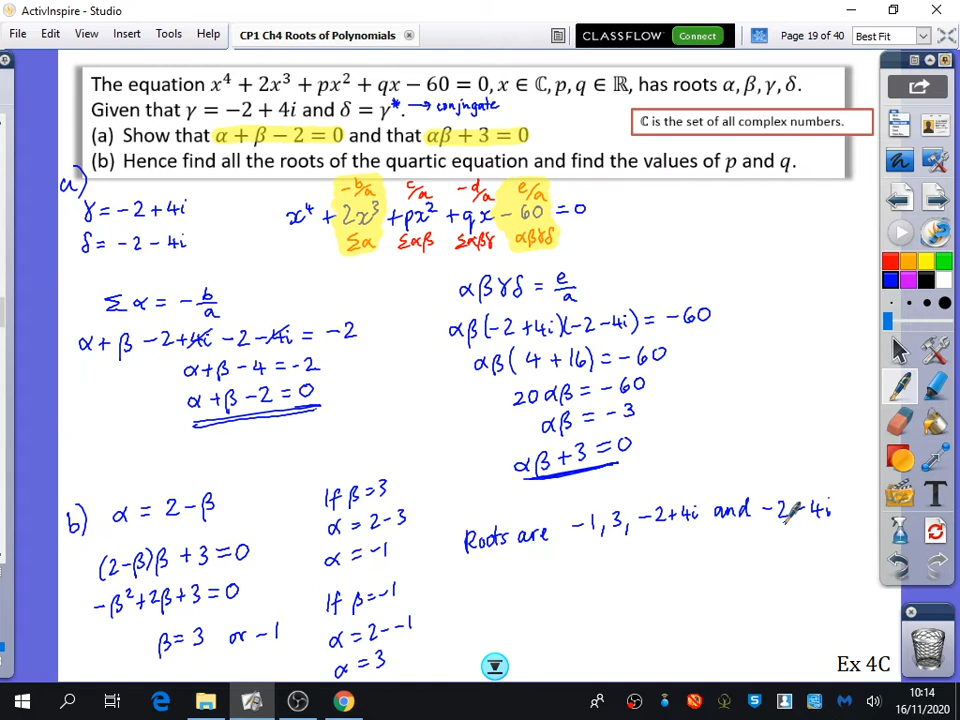 ActivInspire - Studio
File Edit View Insert Tools Help CP1 Ch4 Roots of Polynomials CLASSFLOW Connect Page 19 of 40 Best Fit
The equation x⁴ + 2x³ + px² + qx − 60 = 0, x ∈ ℂ, p, q ∈ ℝ, has roots α, β, γ, δ.
Given that γ = −2 + 4i and δ = γ*. → conjugate
ℂ is the set of all complex numbers.
(a) Show that α + β − 2 = 0 and that αβ + 3 = 0
(b) Hence find all the roots of the quartic equation and find the values of p and q.
a)
γ = −2 + 4i
δ = −2 − 4i
−b/a c/a −d/a e/a
x⁴ + 2x³ + px² + qx − 60 = 0
Σα Σαβ Σαβγ αβγδ
Σα = −b/a
α + β − 2 + 4i − 2 − 4i = −2
α + β − 4 = −2
α + β − 2 = 0
αβγδ = e/a
αβ(−2 + 4i)(−2 − 4i) = −60
αβ(4 + 16) = −60
20αβ = −60
αβ = −3
αβ + 3 = 0
b) α = 2 − β
(2 − β)β + 3 = 0
−β² + 2β + 3 = 0
β = 3 or −1
If β = 3
α = 2 − 3
α = −1
If β = −1
α = 2 − −1
α = 3
Roots are −1, 3, −2 + 4i and −2 − 4i
Ex 4C
10:14
16/11/2020